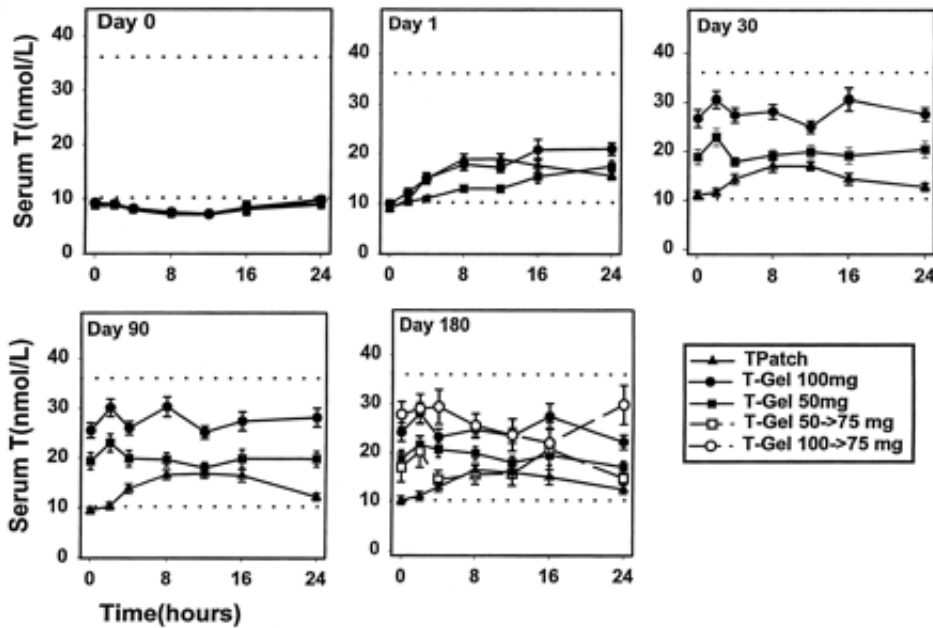 Day 0
Day 1
Day 30
Serum T(nmol/L)
40
30
20
10
0
40
30
20
10
0
40
30
20
10
0
0 8 16 24
0 8 16 24
0 8 16 24
Day 90
Day 180
Serum T(nmol/L)
40
30
20
10
0
40
30
20
10
0
0 8 16 24
0 8 16 24
Time(hours)
TPatch
T-Gel 100mg
T-Gel 50mg
T-Gel 50->75 mg
T-Gel 100->75 mg